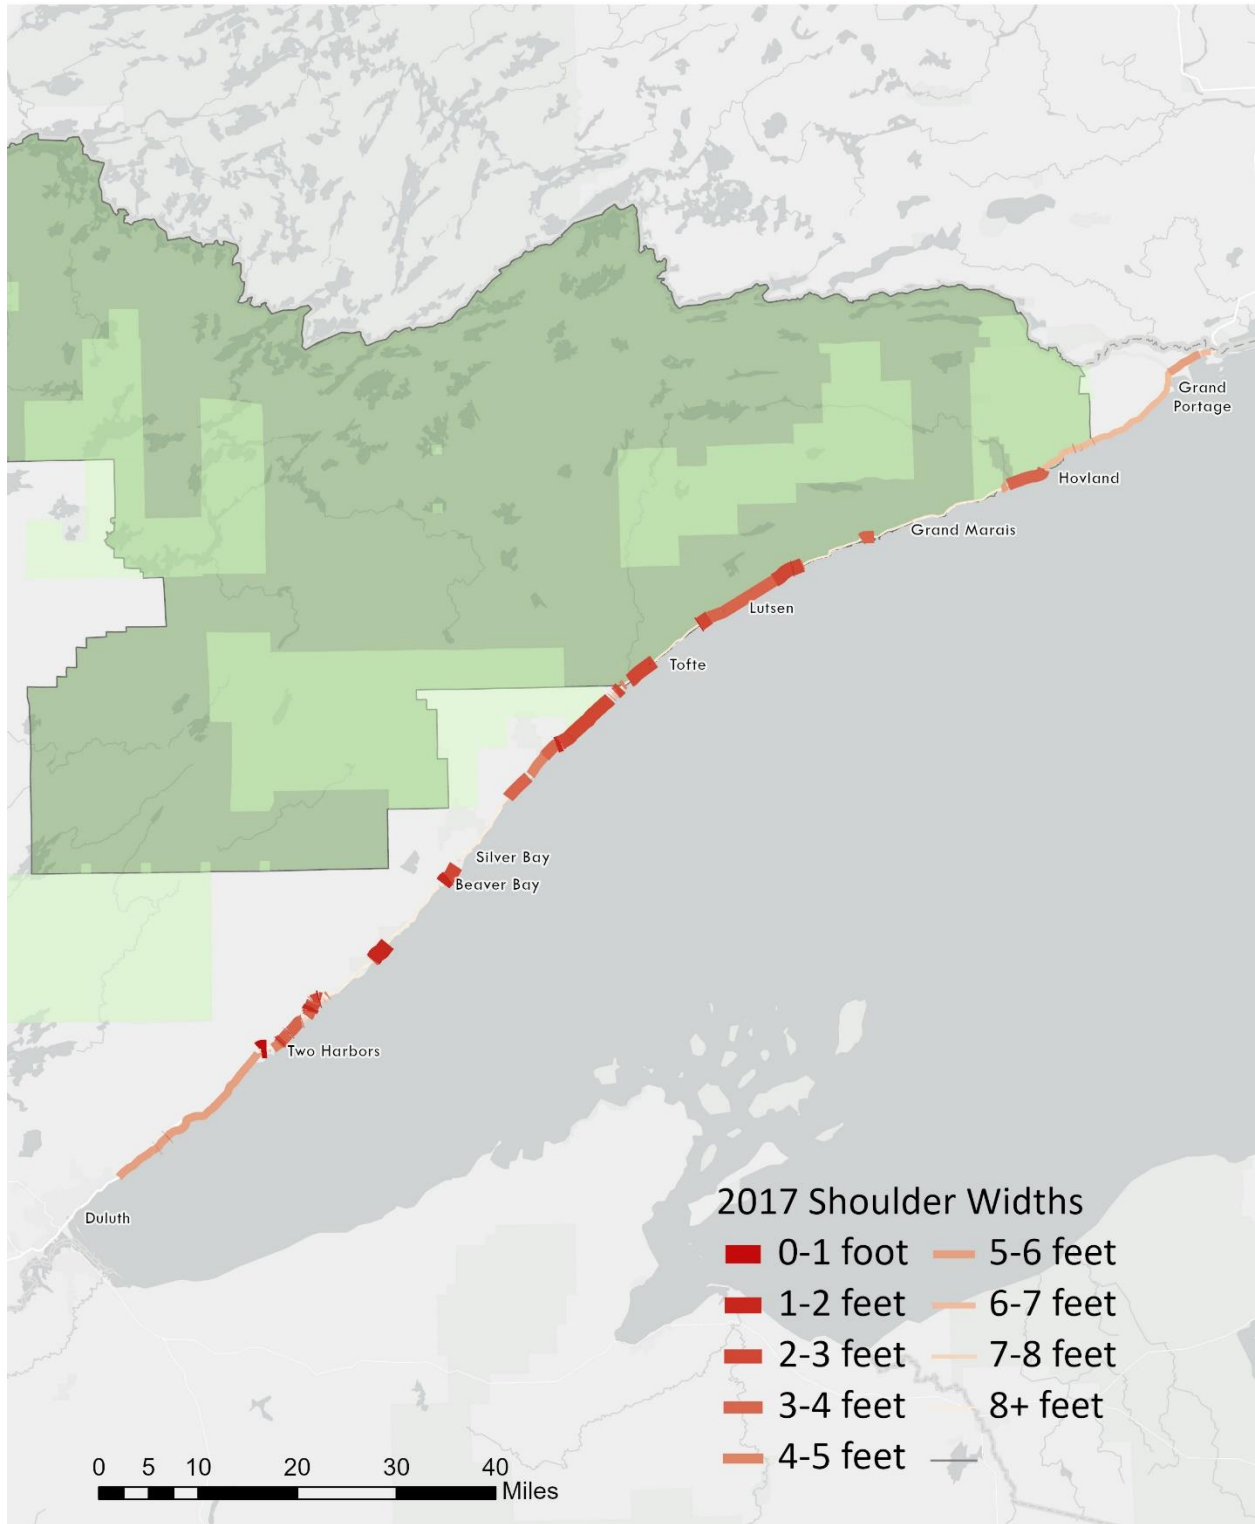 Grand
Portage
Hovland
Grand Marais
Lutsen
Tofte
Silver Bay
Beaver Bay
Two Harbors
Duluth
2017 Shoulder Widths
0-1 foot
1-2 feet
2-3 feet
3-4 feet
4-5 feet
5-6 feet
6-7 feet
7-8 feet
8+ feet
0 5 10 20 30 40
Miles